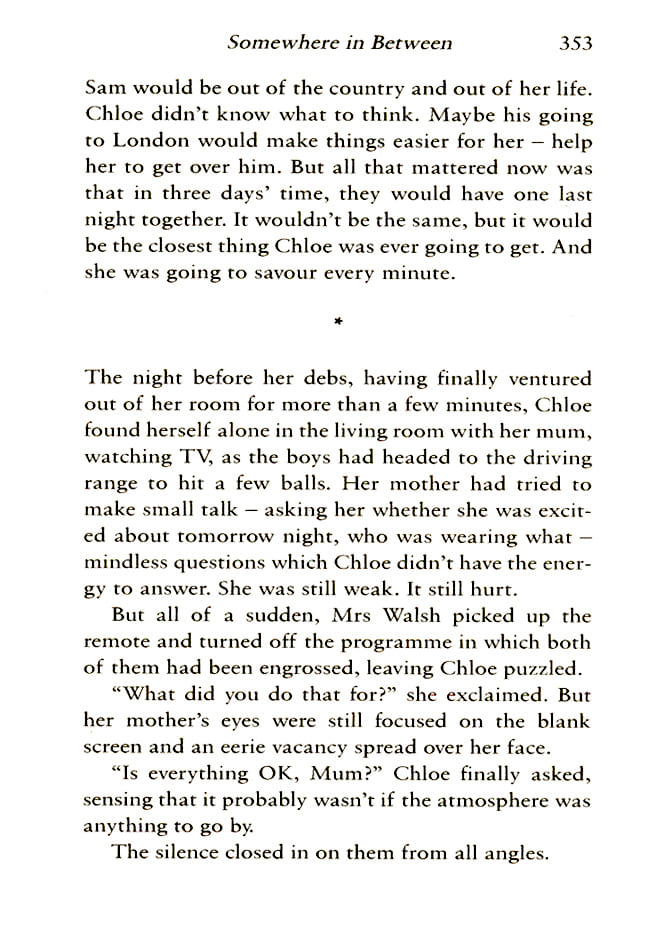 Somewhere in Between 353
Sam would be out of the country and out of her life.
Chloe didn't know what to think. Maybe his going
to London would make things easier for her – help
her to get over him. But all that mattered now was
that in three days' time, they would have one last
night together. It wouldn't be the same, but it would
be the closest thing Chloe was ever going to get. And
she was going to savour every minute.
*
The night before her debs, having finally ventured
out of her room for more than a few minutes, Chloe
found herself alone in the living room with her mum,
watching TV, as the boys had headed to the driving
range to hit a few balls. Her mother had tried to
make small talk – asking her whether she was excit-
ed about tomorrow night, who was wearing what –
mindless questions which Chloe didn't have the ener-
gy to answer. She was still weak. It still hurt.
But all of a sudden, Mrs Walsh picked up the
remote and turned off the programme in which both
of them had been engrossed, leaving Chloe puzzled.
“What did you do that for?” she exclaimed. But
her mother's eyes were still focused on the blank
screen and an eerie vacancy spread over her face.
“Is everything OK, Mum?” Chloe finally asked,
sensing that it probably wasn't if the atmosphere was
anything to go by.
The silence closed in on them from all angles.